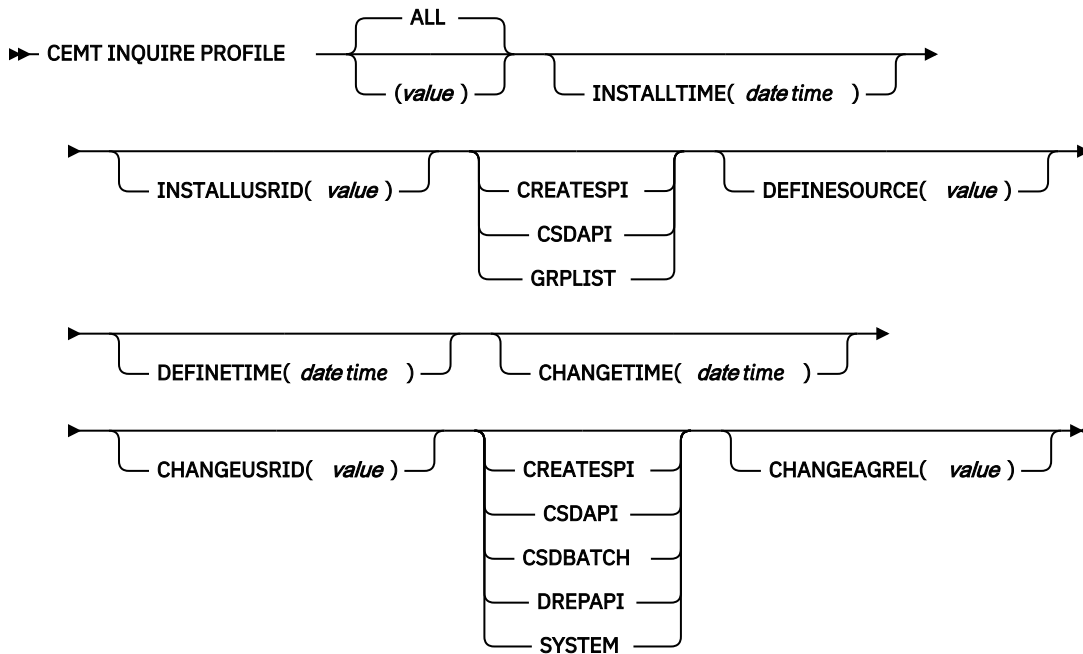 ALL
CEMT INQUIRE PROFILE
(value)
INSTALLTIME( date time )
INSTALLUSRID( value )
CREATESPI
CSDAPI
GRPLIST
DEFINESOURCE( value )
DEFINETIME( date time )
CHANGETIME( date time )
CHANGEUSRID( value )
CREATESPI
CSDAPI
CSDBATCH
DREPAPI
SYSTEM
CHANGEAGREL( value )